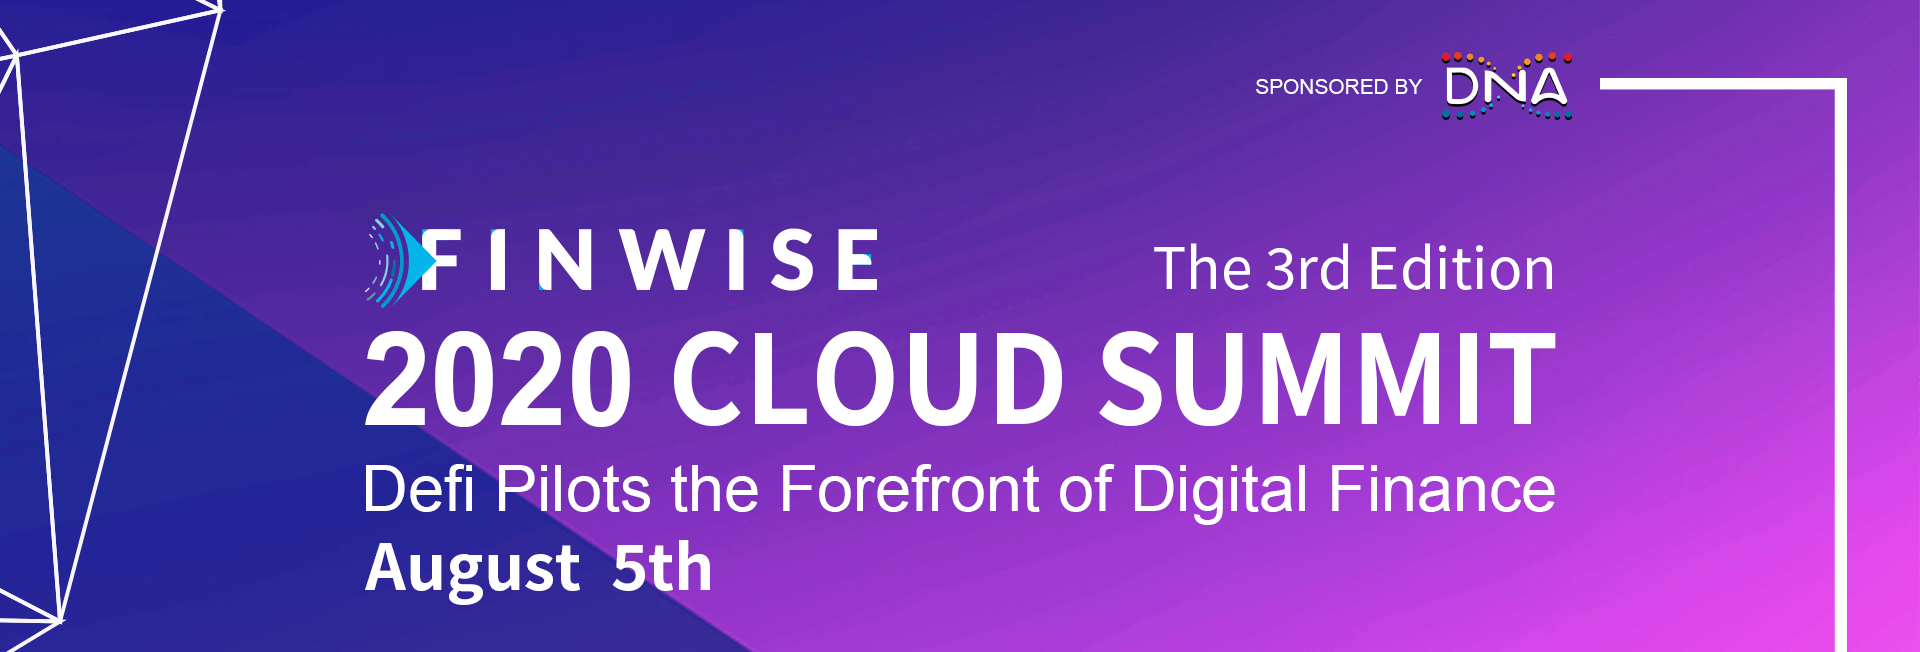 SPONSORED BY DNA
FINWISE
The 3rd Edition
2020 CLOUD SUMMIT
Defi Pilots the Forefront of Digital Finance
August 5th